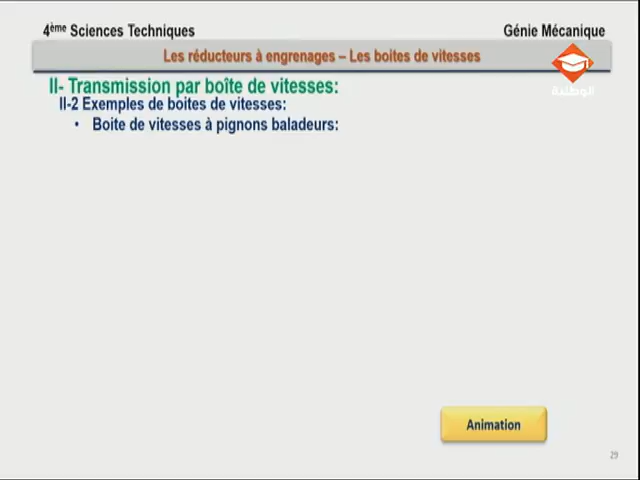 4ème Sciences Techniques
Génie Mécanique
Les réducteurs à engrenages – Les boites de vitesses
الوطنية
II- Transmission par boîte de vitesses:
II-2 Exemples de boites de vitesses:
• Boite de vitesses à pignons baladeurs:
Animation
29